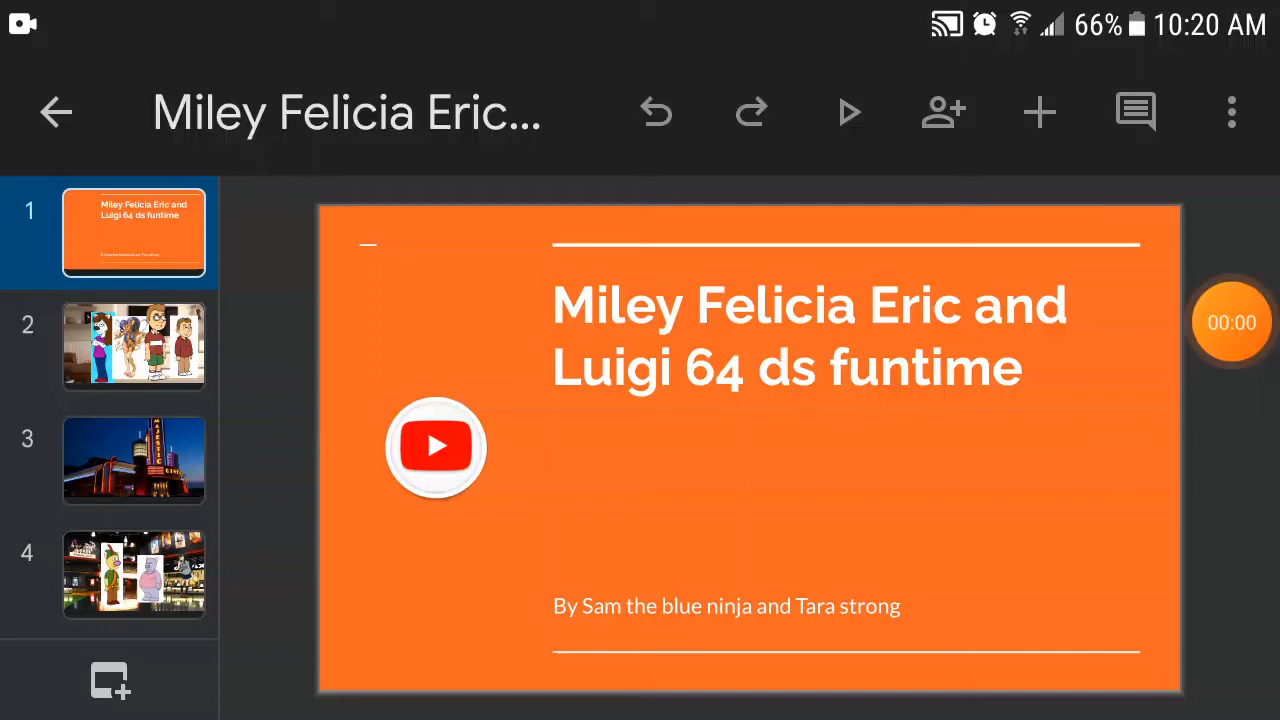 66% 10:20 AM
Miley Felicia Eric...
1
Miley Felicia Eric and
Luigi 64 ds funtime
2
3
MAJESTIC
4
Miley Felicia Eric and
Luigi 64 ds funtime
By Sam the blue ninja and Tara strong
00:00